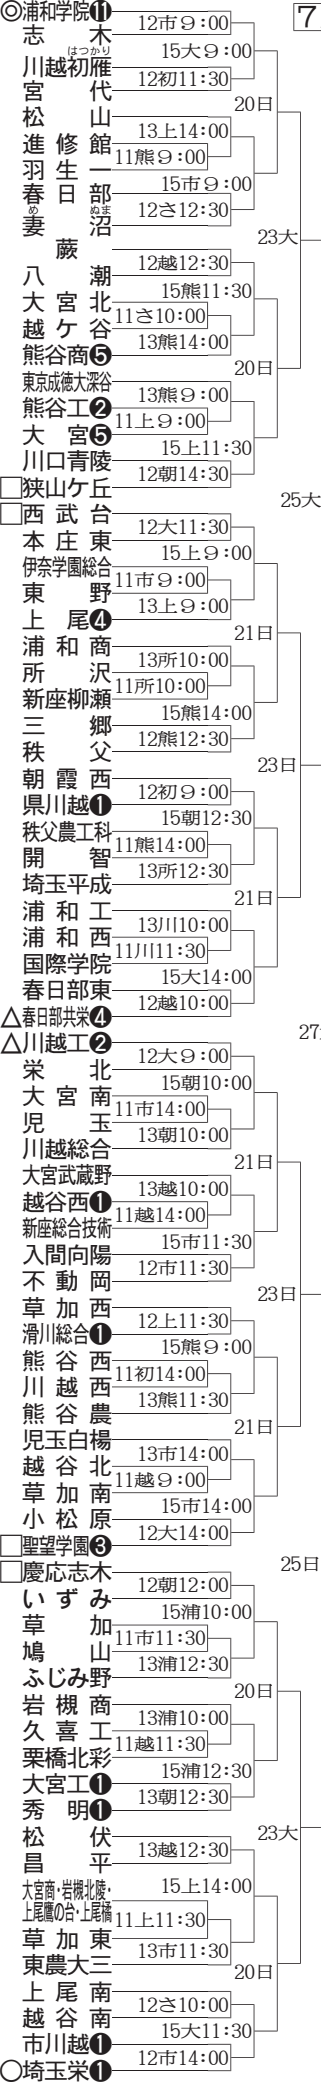 7
◎浦和学院⓫
12市9:00
志木
15大9:00
はつかり
川越初雁
12初11:30
宮代
20日
松山
13上14:00
進修館
11熊9:00
羽生一
15市9:00
春日部
12さ12:30
め ぬま
妻沼
23大
蕨
12越12:30
八潮
15熊11:30
大宮北
11さ10:00
越ケ谷
13熊14:00
熊谷商❺
20日
東京成徳大深谷
13熊9:00
熊谷工❷
11上9:00
大宮❺
15上11:30
川口青陵
12朝14:30
□狭山ケ丘
25大
□西武台
12大11:30
本庄東
15上9:00
伊奈学園総合
11市9:00
東野
13上9:00
上尾❹
21日
浦和商
13所10:00
所沢
11所10:00
新座柳瀬
15熊14:00
三郷
12熊12:30
秩父
23日
朝霞西
12初9:00
県川越❶
15朝12:30
秩父農工科
11熊14:00
開智
13所12:30
埼玉平成
21日
浦和工
13川10:00
浦和西
11川11:30
国際学院
15大14:00
春日部東
12越10:00
△春日部共栄❹
27
△川越工❷
12大9:00
栄北
15朝10:00
大宮南
11市14:00
児玉
13朝10:00
川越総合
21日
大宮武蔵野
13越10:00
越谷西❶
11越14:00
新座総合技術
15市11:30
入間向陽
12市11:30
不動岡
23日
草加西
12上11:30
滑川総合❶
15熊9:00
熊谷西
11初14:00
川越西
13熊11:30
熊谷農
21日
児玉白楊
13市14:00
越谷北
11越9:00
草加南
15市14:00
小松原
12大14:00
□聖望学園❸
25日
□慶応志木
12朝12:00
いずみ
15浦10:00
草加
11市11:30
鳩山
13浦12:30
ふじみ野
20日
岩槻商
13浦10:00
久喜工
11越11:30
栗橋北彩
15浦12:30
大宮工❶
13朝12:30
秀明❶
23大
松伏
13越12:30
昌平
15上14:00
大宮商・岩槻北陵・
上尾鷹の台・上尾橘
11上11:30
草加東
13市11:30
東農大三
20日
上尾南
12さ10:00
越谷南
15大11:30
市川越❶
12市14:00
○埼玉栄❶